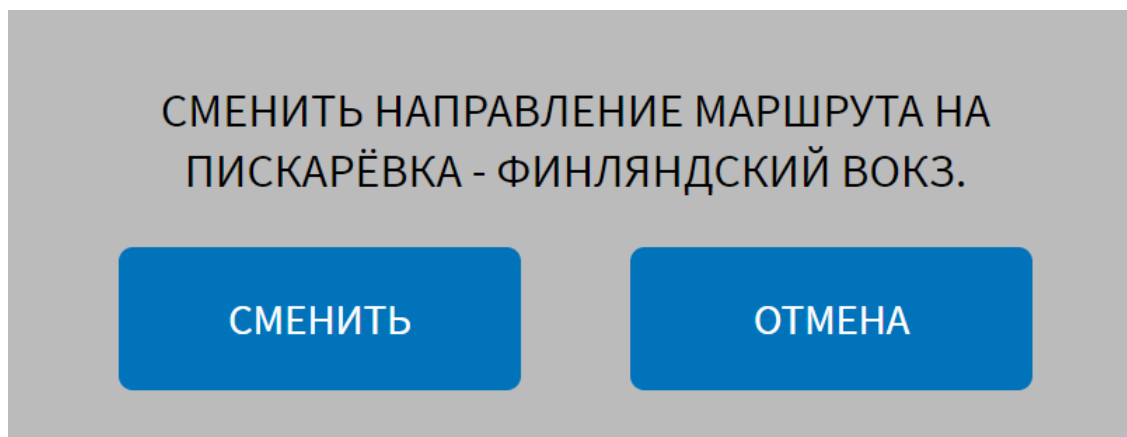 СМЕНИТЬ НАПРАВЛЕНИЕ МАРШРУТА НА
ПИСКАРЁВКА - ФИНЛЯНДСКИЙ ВОКЗ.
СМЕНИТЬ
ОТМЕНА